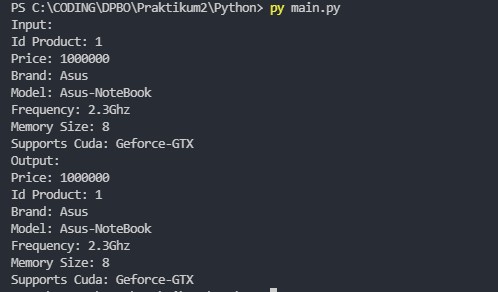 PS C:\CODING\DPBO\Praktikum2\Python> py main.py
Input:
Id Product: 1
Price: 1000000
Brand: Asus
Model: Asus-NoteBook
Frequency: 2.3Ghz
Memory Size: 8
Supports Cuda: Geforce-GTX
Output:
Price: 1000000
Id Product: 1
Brand: Asus
Model: Asus-NoteBook
Frequency: 2.3Ghz
Memory Size: 8
Supports Cuda: Geforce-GTX